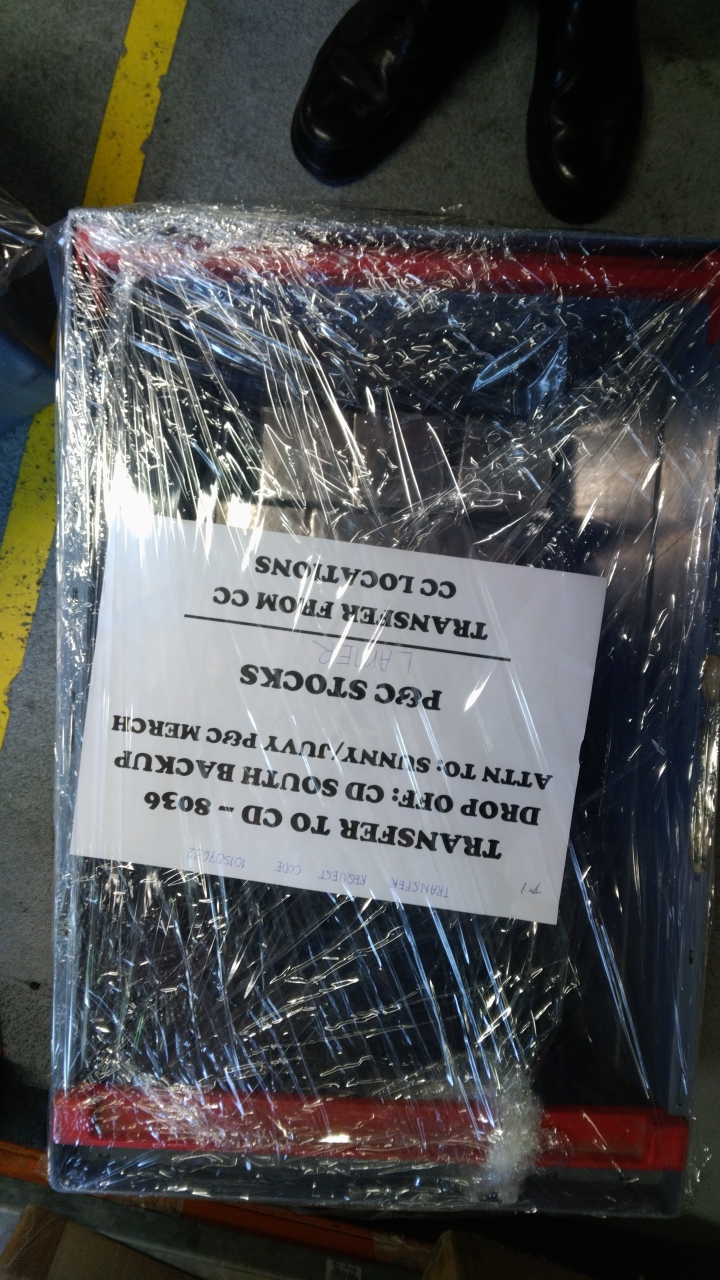 TRANSFER REQUECT CODE
TRANSFER TO CD - 8036
DROP OFF: CD SOUTH BACKUP
ATTN TO: SUNNY/JUVY P&C MERCH
P&C STOCKS
TRANSFER FROM CC
CC LOCATIONS